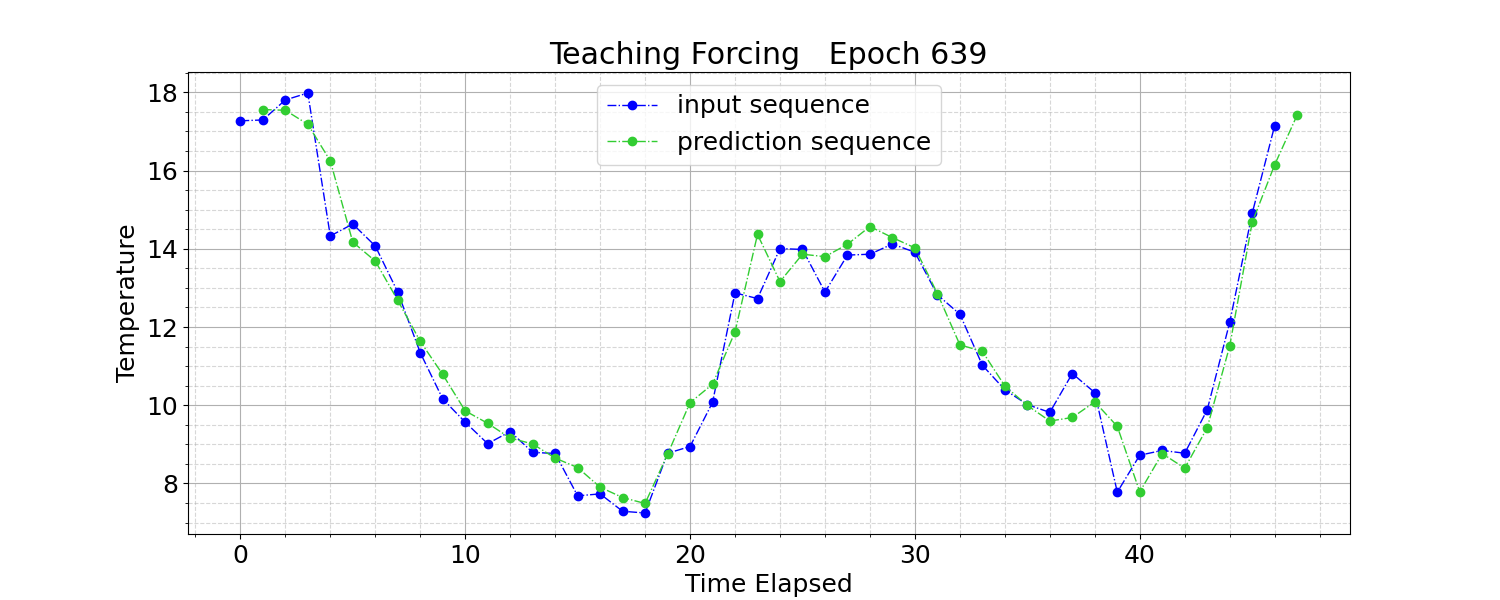 Teaching Forcing   Epoch 639
input sequence
prediction sequence
Temperature
18
16
14
12
10
8
0 10 20 30 40
Time Elapsed